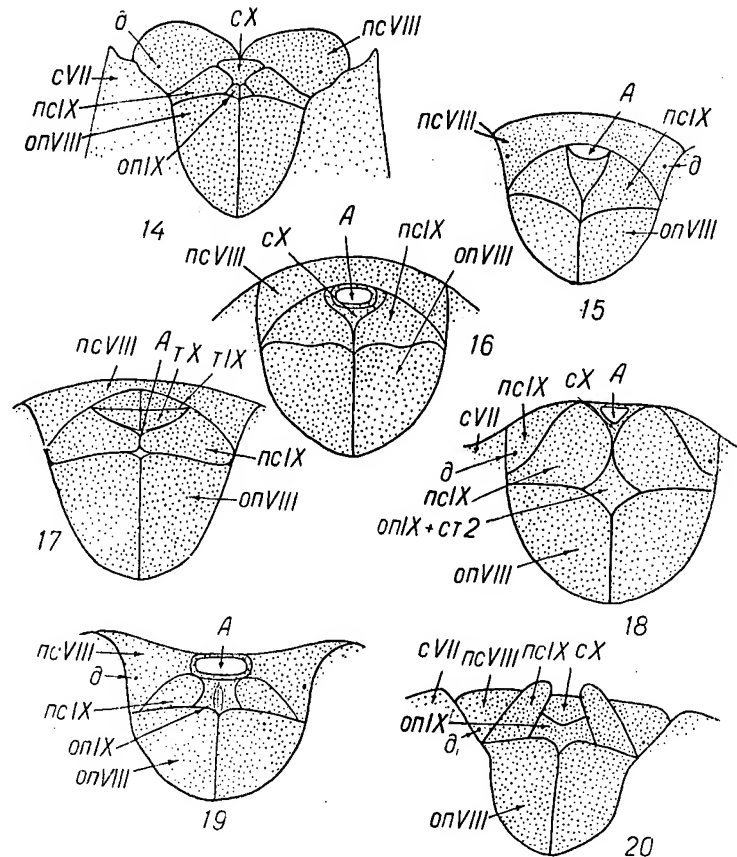 д
сX
псVIII
сVII
псIX
опVIII
опIX
14
псVIII
A
псIX
д
опVIII
15
псVIII
сX
A
псIX
опVIII
16
псVIII
A
тX
тIX
псIX
опVIII
17
сVII
псIX
сX
A
д
псIX
опIX+ст2
опVIII
18
псVIII
A
д
псIX
опIX
опVIII
19
сVII
псVIII
псIX
сX
опIX
д
опVIII
20